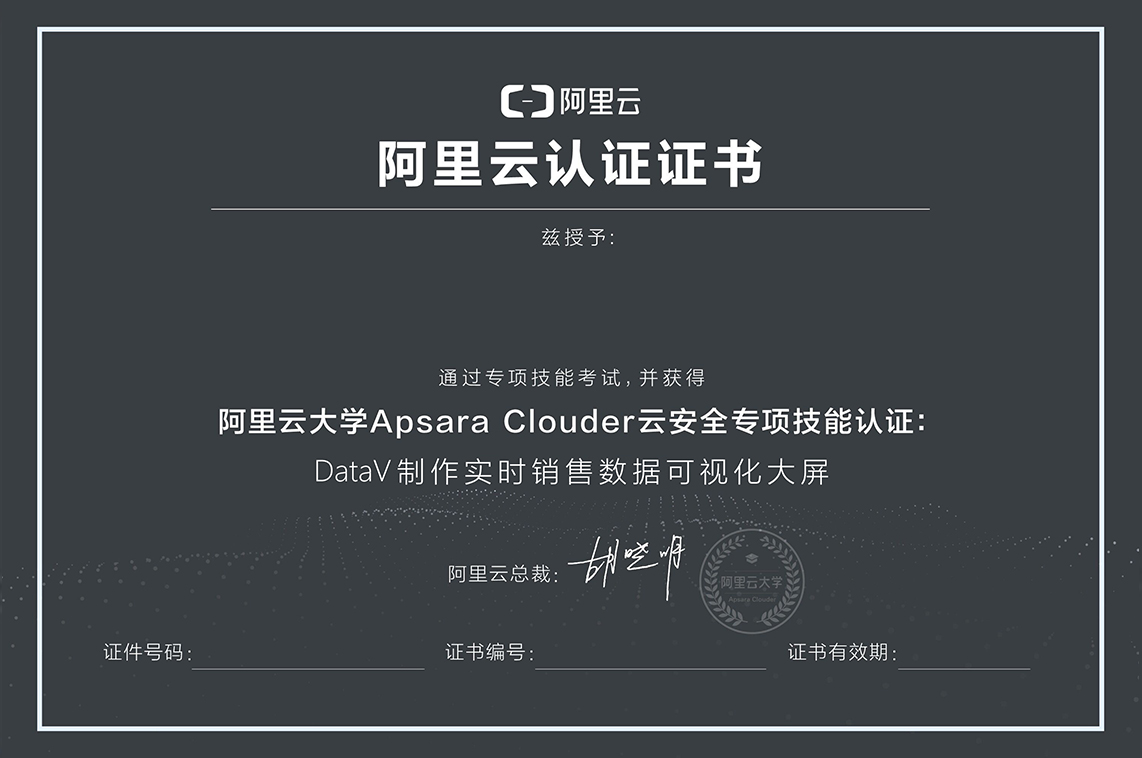 阿里云
阿里云认证证书
兹授予:
通过专项技能考试,并获得
阿里云大学Apsara Clouder云安全专项技能认证:
DataV制作实时销售数据可视化大屏
阿里云总裁: 胡晓明
阿里云大学
Apsara Clouder
证件号码: 证书编号: 证书有效期: